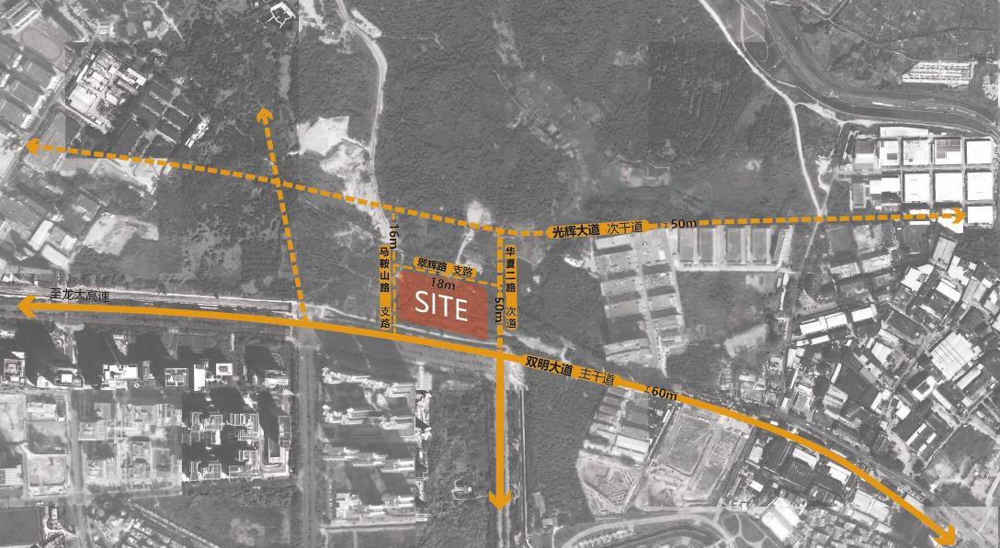 光辉大道 次干道 50m
16m
马鞍山路 支路
翠辉路 支路
18m
华夏二路 次道
50m
SITE
至龙大高速
双明大道 主干道 60m